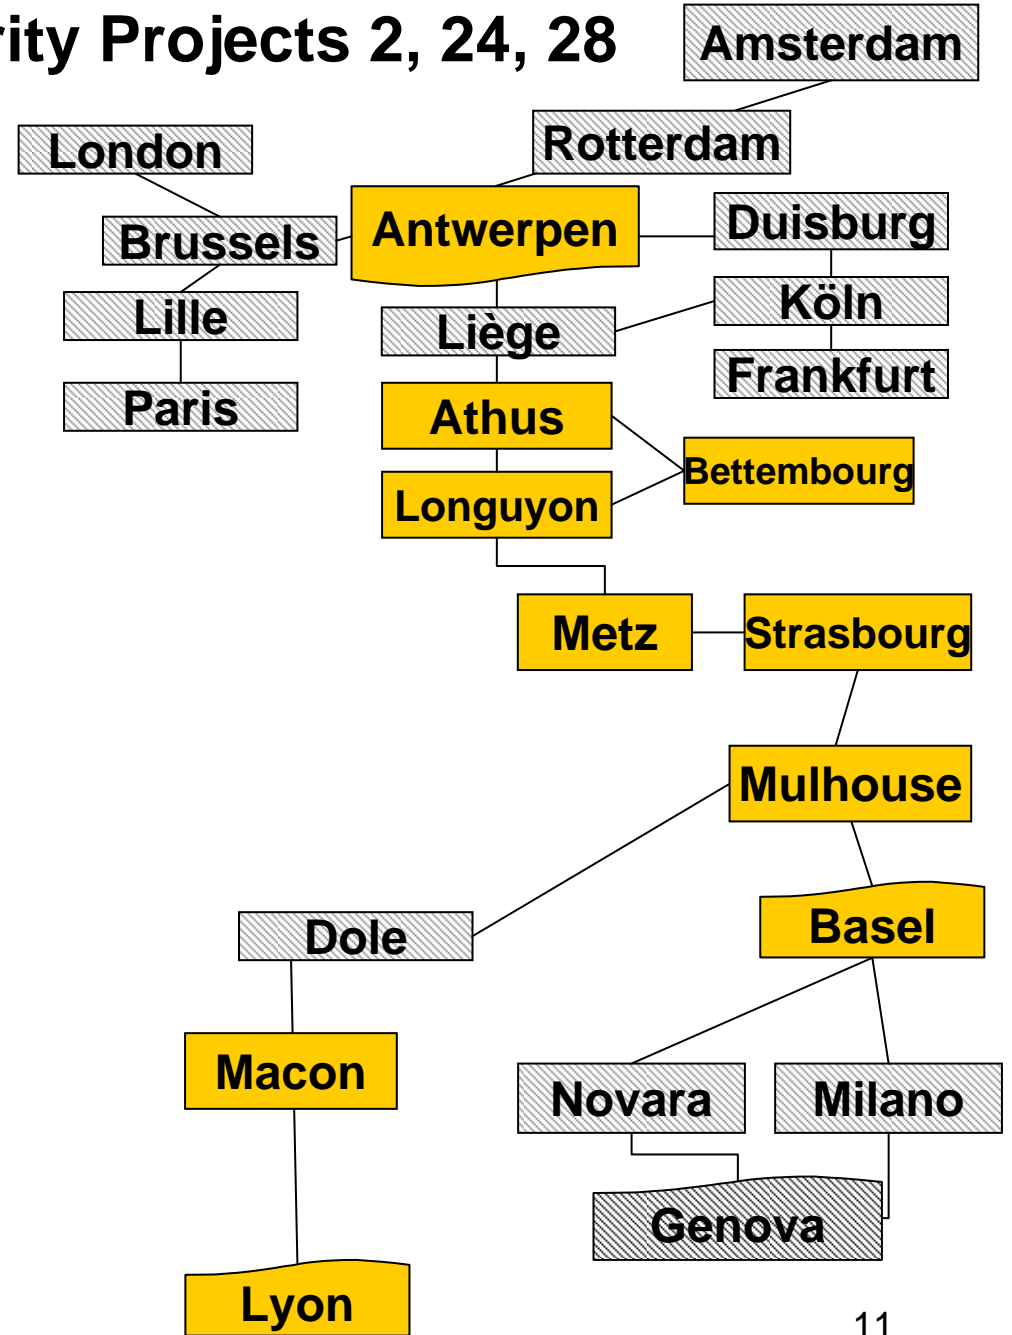 rity Projects 2, 24, 28
Amsterdam
Rotterdam
London
Antwerpen
Duisburg
Brussels
Köln
Lille
Liège
Frankfurt
Paris
Athus
Bettembourg
Longuyon
Metz
Strasbourg
Mulhouse
Dole
Basel
Macon
Novara
Milano
Genova
Lyon
11